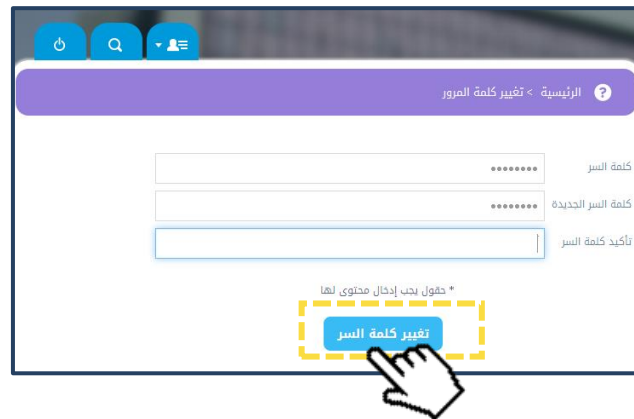 الرئيسية > تغيير كلمة المرور
كلمة السر
كلمة السر الجديدة
تأكيد كلمة السر
* حقول يجب إدخال محتوى لها
تغيير كلمة السر